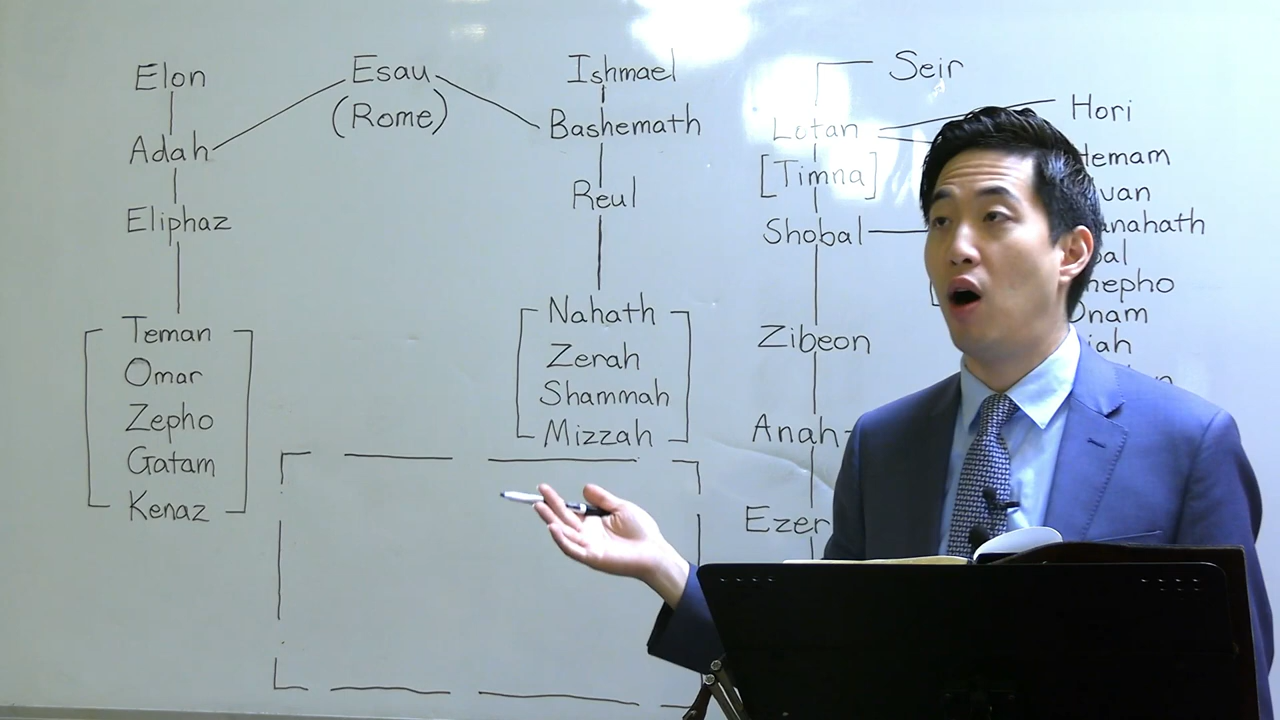 Elon
Esau
(Rome)
Adah
Eliphaz
Teman
Omar
Zepho
Gatam
Kenaz
Ishmael
Bashemath
Reul
Nahath
Zerah
Shammah
Mizzah
Seir
Lotan
[Timna]
Shobal
Zibeon
Anah
Ezer
Hori
Hemam